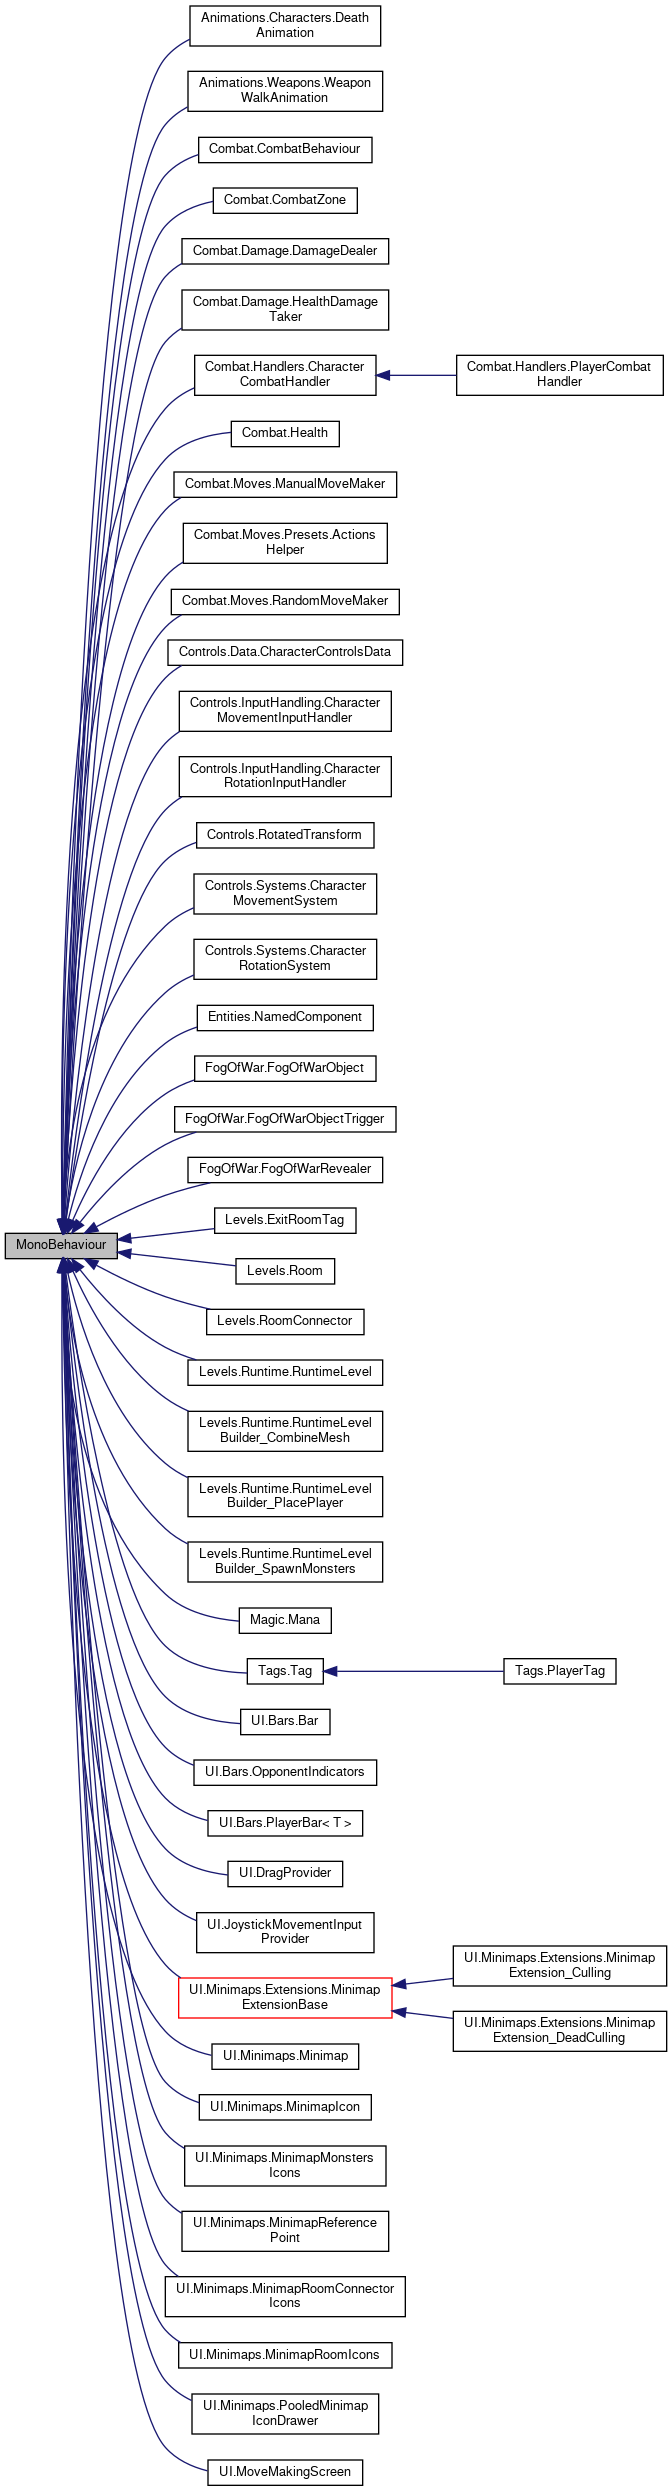 Animations.Characters.Death
Animation
Animations.Weapons.Weapon
WalkAnimation
Combat.CombatBehaviour
Combat.CombatZone
Combat.Damage.DamageDealer
Combat.Damage.HealthDamage
Taker
Combat.Handlers.Character
CombatHandler
Combat.Handlers.PlayerCombat
Handler
Combat.Health
Combat.Moves.ManualMoveMaker
Combat.Moves.Presets.Actions
Helper
Combat.Moves.RandomMoveMaker
Controls.Data.CharacterControlsData
Controls.InputHandling.Character
MovementInputHandler
Controls.InputHandling.Character
RotationInputHandler
Controls.RotatedTransform
Controls.Systems.Character
MovementSystem
Controls.Systems.Character
RotationSystem
Entities.NamedComponent
FogOfWar.FogOfWarObject
FogOfWar.FogOfWarObjectTrigger
FogOfWar.FogOfWarRevealer
Levels.ExitRoomTag
MonoBehaviour
Levels.Room
Levels.RoomConnector
Levels.Runtime.RuntimeLevel
Levels.Runtime.RuntimeLevel
Builder_CombineMesh
Levels.Runtime.RuntimeLevel
Builder_PlacePlayer
Levels.Runtime.RuntimeLevel
Builder_SpawnMonsters
Magic.Mana
Tags.Tag
Tags.PlayerTag
UI.Bars.Bar
UI.Bars.OpponentIndicators
UI.Bars.PlayerBar< T >
UI.DragProvider
UI.JoystickMovementInput
Provider
UI.Minimaps.Extensions.Minimap
ExtensionBase
UI.Minimaps.Extensions.Minimap
Extension_Culling
UI.Minimaps.Extensions.Minimap
Extension_DeadCulling
UI.Minimaps.Minimap
UI.Minimaps.MinimapIcon
UI.Minimaps.MinimapMonsters
Icons
UI.Minimaps.MinimapReference
Point
UI.Minimaps.MinimapRoomConnector
Icons
UI.Minimaps.MinimapRoomIcons
UI.Minimaps.PooledMinimap
IconDrawer
UI.MoveMakingScreen